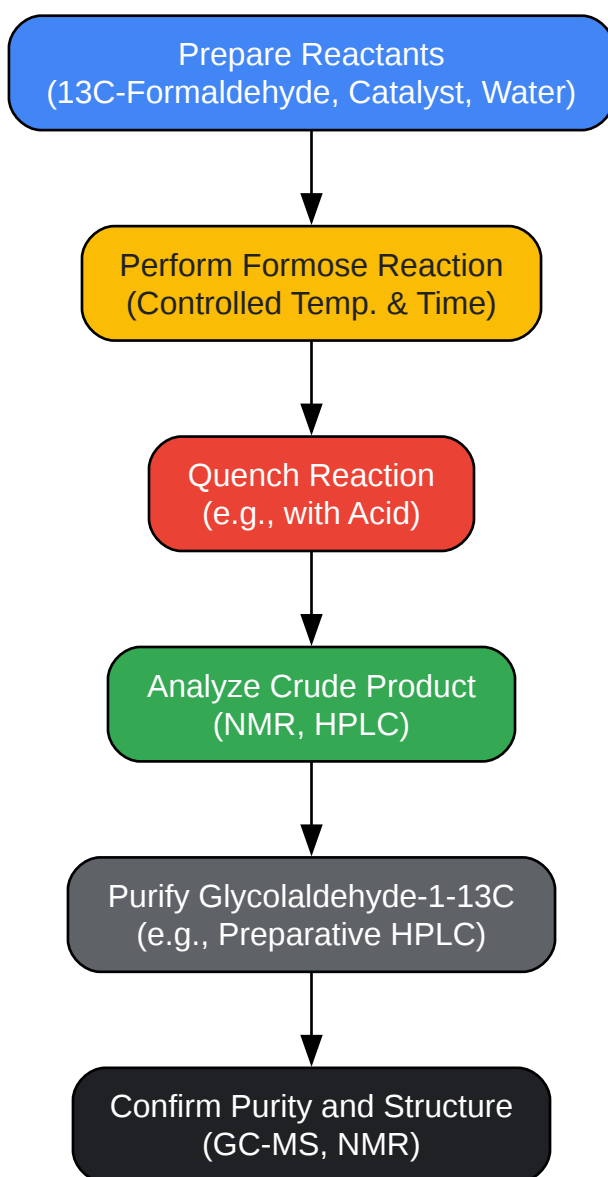 Prepare Reactants
(13C-Formaldehyde, Catalyst, Water)
Perform Formose Reaction
(Controlled Temp. & Time)
Quench Reaction
(e.g., with Acid)
Analyze Crude Product
(NMR, HPLC)
Purify Glycolaldehyde-1-13C
(e.g., Preparative HPLC)
Confirm Purity and Structure
(GC-MS, NMR)